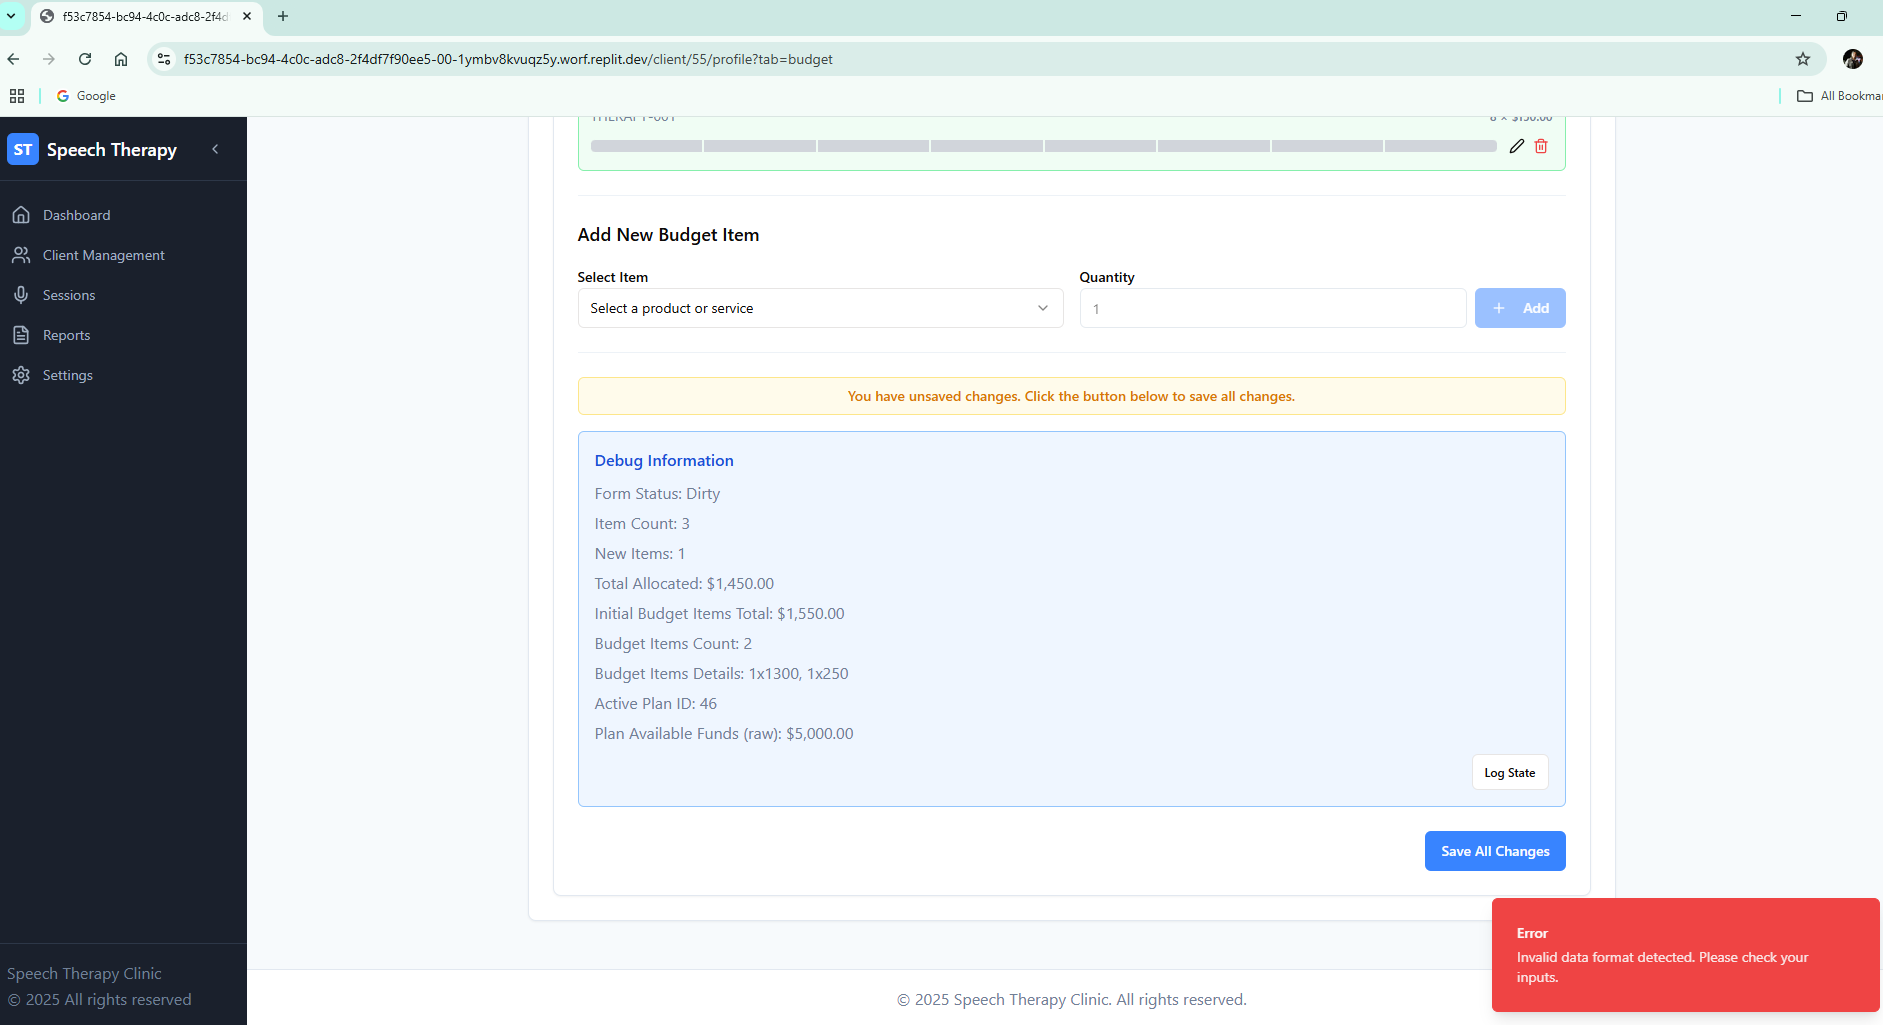 f53c7854-bc94-4c0c-adc8-2f4d
f53c7854-bc94-4c0c-adc8-2f4df7f90ee5-00-1ymbv8kvuqz5y.worf.replit.dev/client/55/profile?tab=budget
Google
All Bookmar
ST Speech Therapy
Dashboard
Client Management
Sessions
Reports
Settings
Speech Therapy Clinic
© 2025 All rights reserved
THERAPY-001
8 × $150.00
Add New Budget Item
Select Item
Quantity
Select a product or service
1
+ Add
You have unsaved changes. Click the button below to save all changes.
Debug Information
Form Status: Dirty
Item Count: 3
New Items: 1
Total Allocated: $1,450.00
Initial Budget Items Total: $1,550.00
Budget Items Count: 2
Budget Items Details: 1x1300, 1x250
Active Plan ID: 46
Plan Available Funds (raw): $5,000.00
Log State
Save All Changes
Error
Invalid data format detected. Please check your
inputs.
© 2025 Speech Therapy Clinic. All rights reserved.